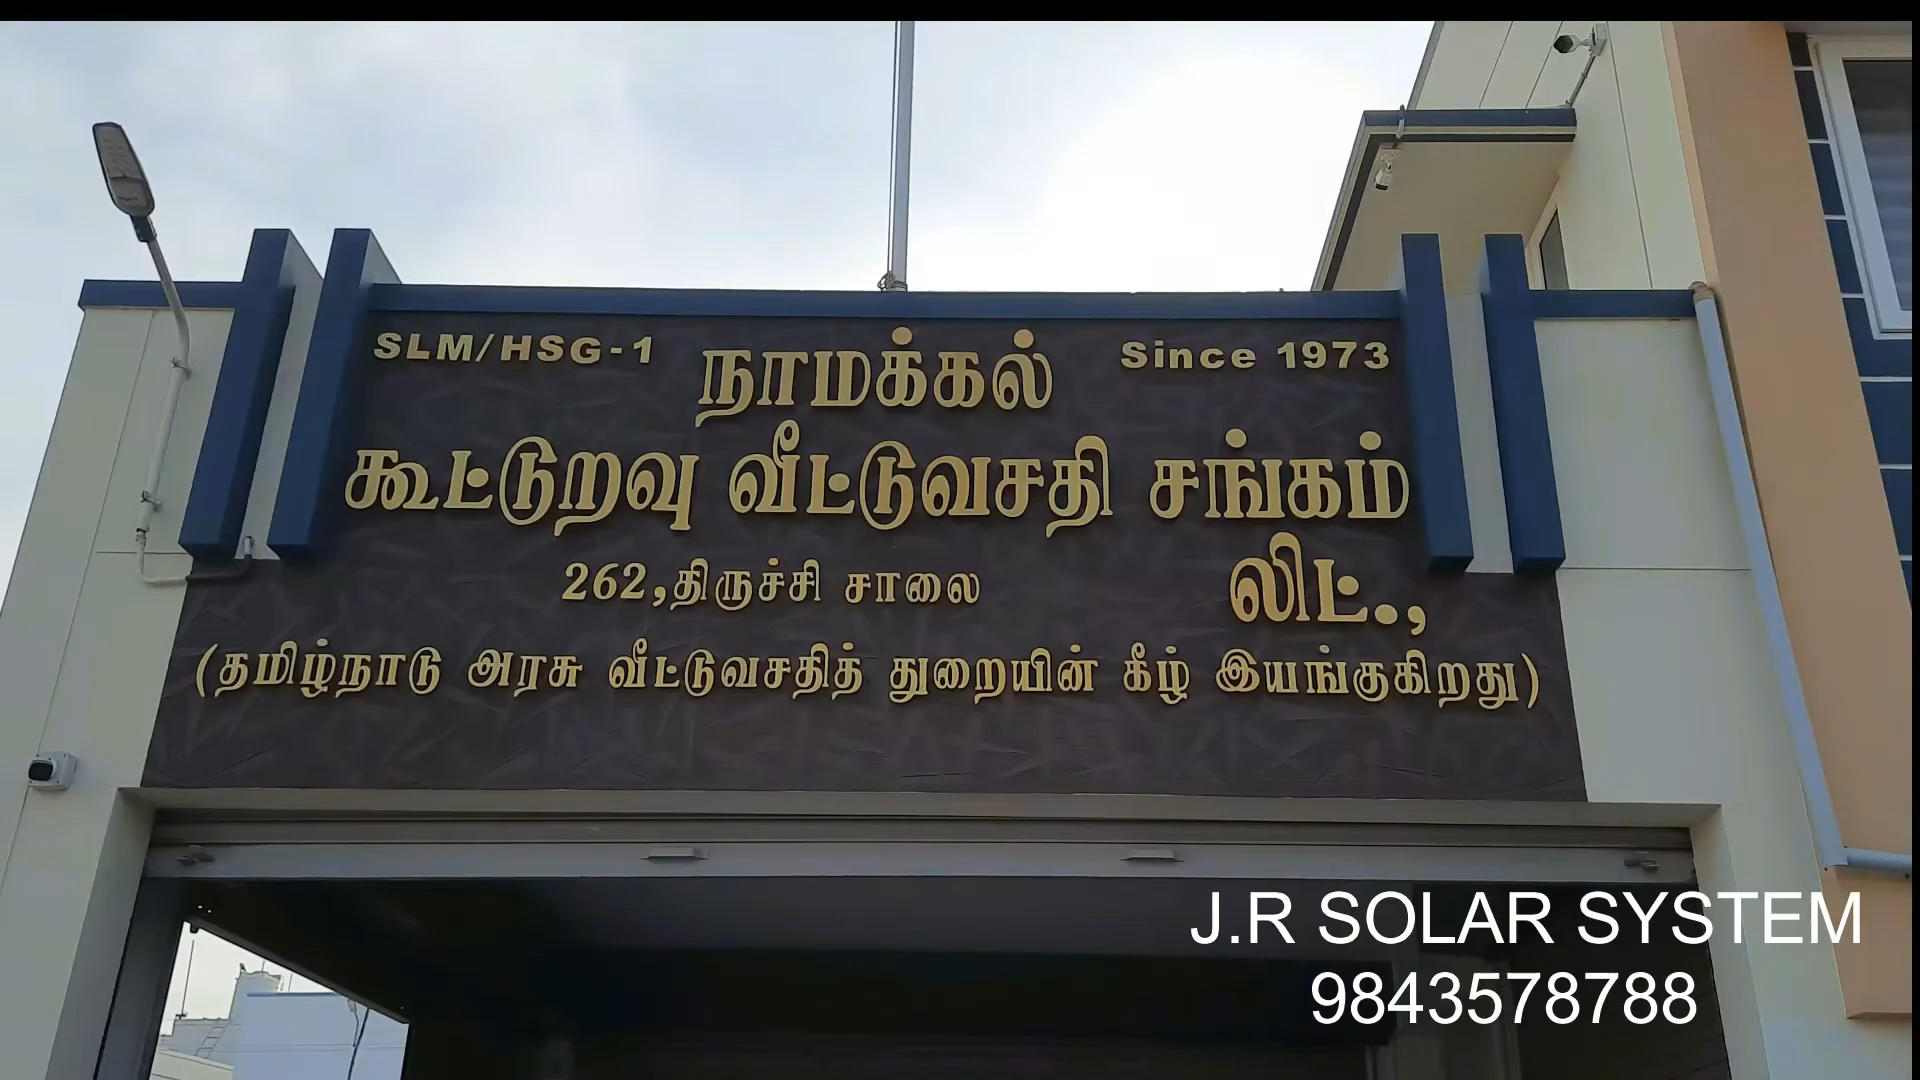 SLM/HSG-1 நாமக்கல் Since 1973
கூட்டுறவு வீட்டுவசதி சங்கம்
லிட்.,
262,திருச்சி சாலை
(தமிழ்நாடு அரசு வீட்டுவசதித் துறையின் கீழ் இயங்குகிறது)
J.R SOLAR SYSTEM
9843578788